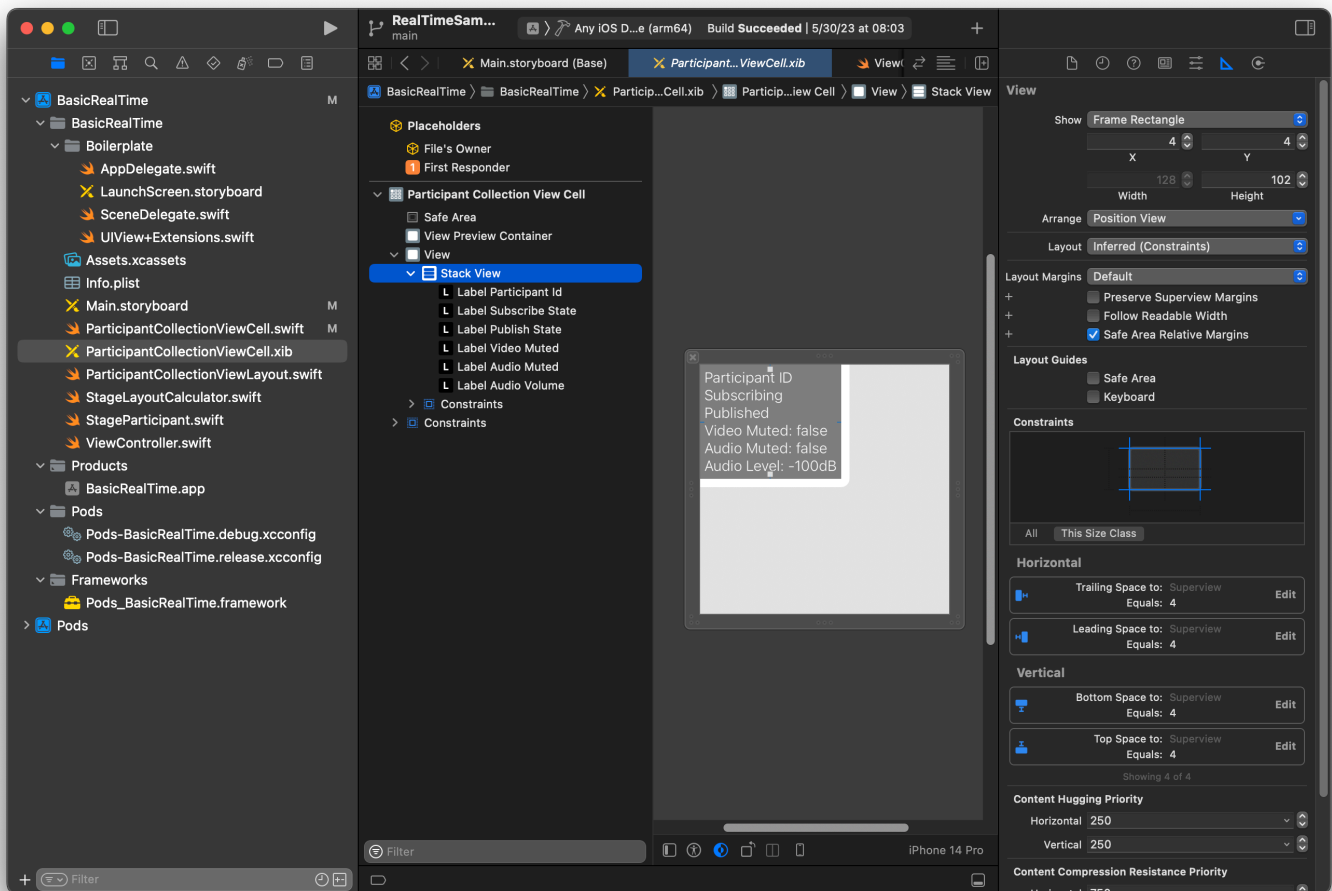 RealTimeSam...
main
Any iOS D...e (arm64)
Build Succeeded | 5/30/23 at 08:03
BasicRealTime M
BasicRealTime
Boilerplate
AppDelegate.swift
LaunchScreen.storyboard
SceneDelegate.swift
UIView+Extensions.swift
Assets.xcassets
Info.plist
Main.storyboard M
ParticipantCollectionViewCell.swift M
ParticipantCollectionViewCell.xib
ParticipantCollectionViewLayout.swift
StageLayoutCalculator.swift
StageParticipant.swift
ViewController.swift
Products
BasicRealTime.app
Pods
Pods-BasicRealTime.debug.xcconfig
Pods-BasicRealTime.release.xcconfig
Frameworks
Pods_BasicRealTime.framework
Pods
Filter
Main.storyboard (Base)
Participant...ViewCell.xib
View
BasicRealTime
BasicRealTime
Particip...Cell.xib
Particip...iew Cell
View
Stack View
Placeholders
File's Owner
1 First Responder
Participant Collection View Cell
Safe Area
View Preview Container
View
Stack View
L Label Participant Id
L Label Subscribe State
L Label Publish State
L Label Video Muted
L Label Audio Muted
L Label Audio Volume
Constraints
Constraints
Filter
Participant ID
Subscribing
Published
Video Muted: false
Audio Muted: false
Audio Level: -100dB
iPhone 14 Pro
View
Show Frame Rectangle
4 4
X Y
128 102
Width Height
Arrange Position View
Layout Inferred (Constraints)
Layout Margins Default
Preserve Superview Margins
Follow Readable Width
Safe Area Relative Margins
Layout Guides
Safe Area
Keyboard
Constraints
All This Size Class
Horizontal
Trailing Space to: Superview
Equals: 4
Edit
Leading Space to: Superview
Equals: 4
Edit
Vertical
Bottom Space to: Superview
Equals: 4
Edit
Top Space to: Superview
Equals: 4
Edit
Showing 4 of 4
Content Hugging Priority
Horizontal 250
Vertical 250
Content Compression Resistance Priority